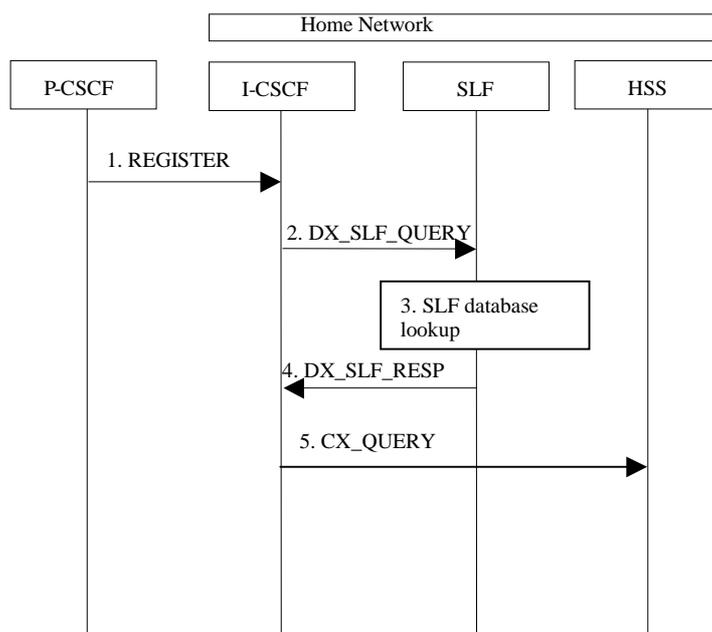 Home Network
P-CSCF
I-CSCF
SLF
HSS
1. REGISTER
2. DX_SLF_QUERY
3. SLF database
lookup
4. DX_SLF_RESP
5. CX_QUERY